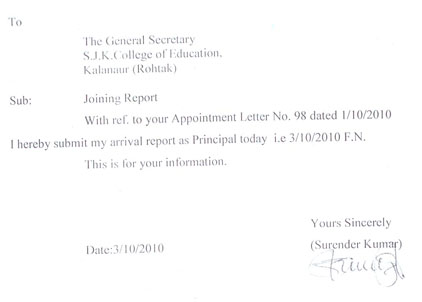 To
The General Secretary
S.J.K.College of Education,
Kalanaur (Rohtak)
Sub: Joining Report
With ref. to your Appointment Letter No. 98 dated 1/10/2010
I hereby submit my arrival report as Principal today i.e 3/10/2010 F.N.
This is for your information.
Yours Sincerely
Date:3/10/2010 (Surender Kumar)